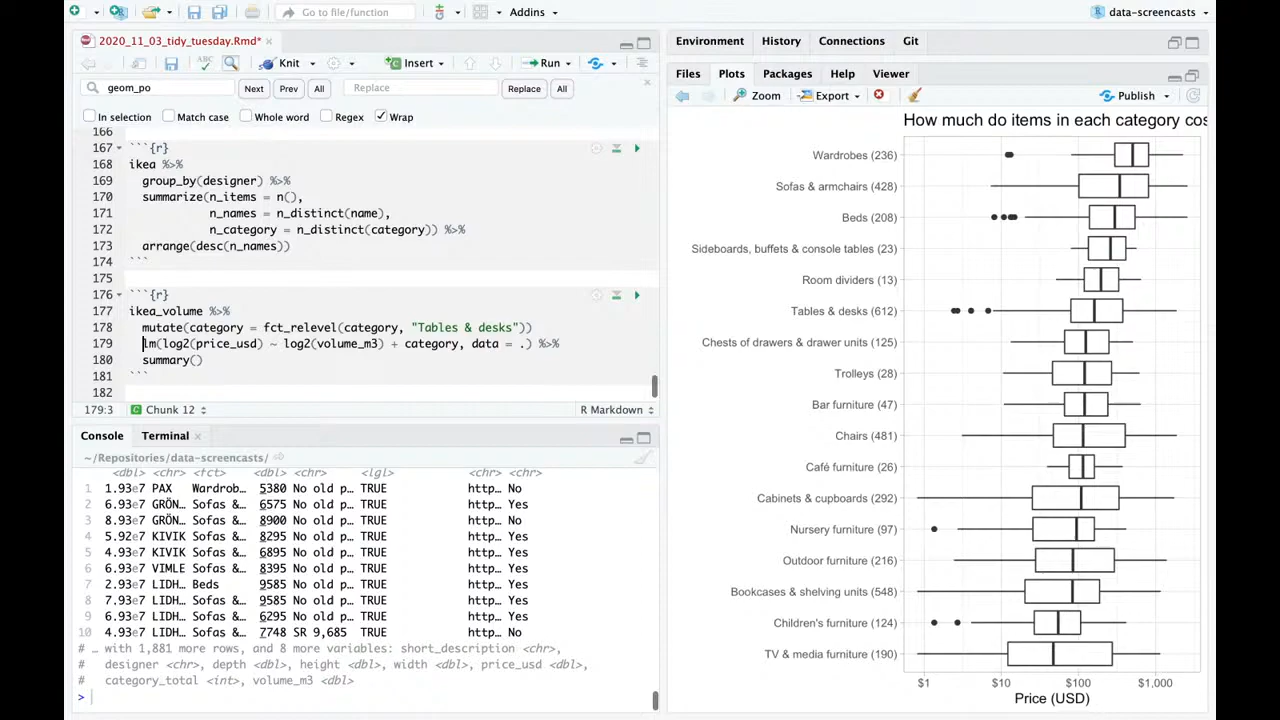 Go to file/function
Addins
data-screencasts
2020_11_03_tidy_tuesday.Rmd*
Knit
Insert
Run
geom_po
Next
Prev
All
Replace
Replace
All
In selection
Match case
Whole word
Regex
Wrap
166
167 ```{r}
168 ikea %>%
169 group_by(designer) %>%
170 summarize(n_items = n(),
171 n_names = n_distinct(name),
172 n_category = n_distinct(category)) %>%
173 arrange(desc(n_names))
174 ```
175
176 ```{r}
177 ikea_volume %>%
178 mutate(category = fct_relevel(category, "Tables & desks"))
179 lm(log2(price_usd) ~ log2(volume_m3) + category, data = .) %>%
180 summary()
181 ```
182
179:3
Chunk 12
R Markdown
Console
Terminal
~/Repositories/data-screencasts/
<dbl> <chr> <fct> <dbl> <chr> <lgl> <chr> <chr>
1 1.93e7 PAX Wardrob… 5380 No old p… TRUE http… No
2 6.93e7 GRÖN… Sofas &… 6575 No old p… TRUE http… Yes
3 8.93e7 GRÖN… Sofas &… 8900 No old p… TRUE http… No
4 5.92e7 KIVIK Sofas &… 8295 No old p… TRUE http… Yes
5 4.93e7 KIVIK Sofas &… 6895 No old p… TRUE http… Yes
6 6.93e7 VIMLE Sofas &… 8395 No old p… TRUE http… Yes
7 2.93e7 LIDH… Beds 9585 No old p… TRUE http… Yes
8 7.93e7 LIDH… Sofas &… 9585 No old p… TRUE http… Yes
9 6.93e7 LIDH… Sofas &… 6295 No old p… TRUE http… Yes
10 4.93e7 LIDH… Sofas &… 7748 SR 9,685 TRUE http… No
# … with 1,881 more rows, and 8 more variables: short_description <chr>,
# designer <chr>, depth <dbl>, height <dbl>, width <dbl>, price_usd <dbl>,
# category_total <int>, volume_m3 <dbl>
>
Environment
History
Connections
Git
Files
Plots
Packages
Help
Viewer
Zoom
Export
Publish
How much do items in each category cos
Wardrobes (236)
Sofas & armchairs (428)
Beds (208)
Sideboards, buffets & console tables (23)
Room dividers (13)
Tables & desks (612)
Chests of drawers & drawer units (125)
Trolleys (28)
Bar furniture (47)
Chairs (481)
Café furniture (26)
Cabinets & cupboards (292)
Nursery furniture (97)
Outdoor furniture (216)
Bookcases & shelving units (548)
Children's furniture (124)
TV & media furniture (190)
$1 $10 $100 $1,000
Price (USD)